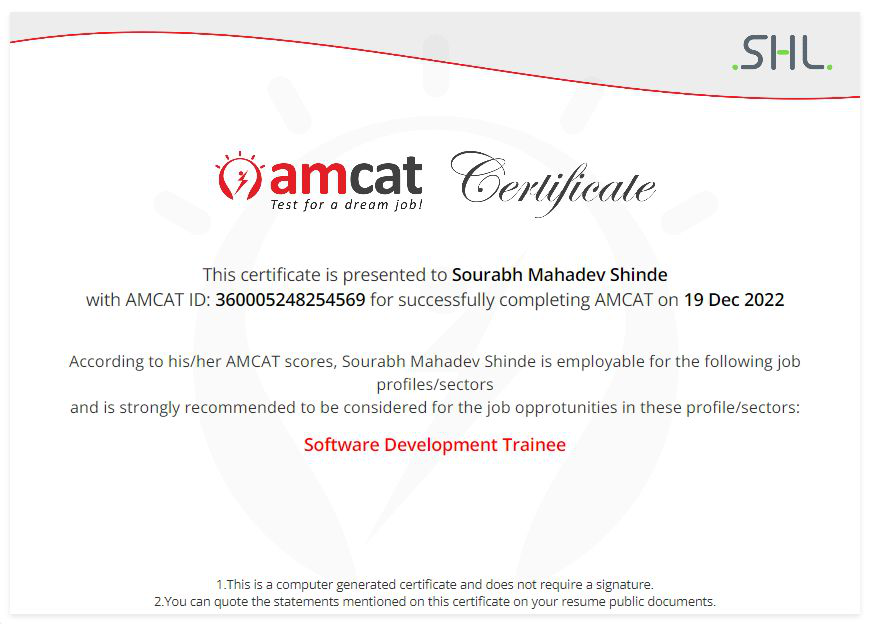 .SHL.
amcat Certificate
Test for a dream job!
This certificate is presented to Sourabh Mahadev Shinde
with AMCAT ID: 360005248254569 for successfully completing AMCAT on 19 Dec 2022
According to his/her AMCAT scores, Sourabh Mahadev Shinde is employable for the following job
profiles/sectors
and is strongly recommended to be considered for the job opprotunities in these profile/sectors:
Software Development Trainee
1.This is a computer generated certificate and does not require a signature.
2.You can quote the statements mentioned on this certificate on your resume public documents.